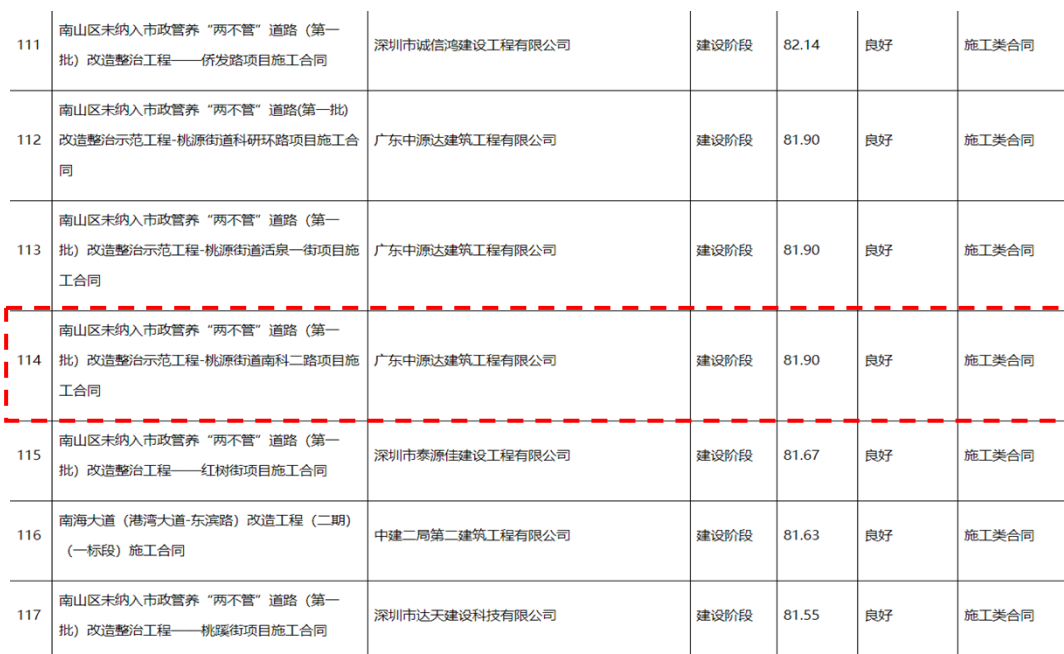 111 南山区未纳入市政管养“两不管”道路（第一
批）改造整治工程——侨发路项目施工合同 深圳市诚信鸿建设工程有限公司 建设阶段 82.14 良好 施工类合同
112 南山区未纳入市政管养“两不管”道路(第一批)
改造整治示范工程-桃源街道科研环路项目施工合
同 广东中源达建筑工程有限公司 建设阶段 81.90 良好 施工类合同
113 南山区未纳入市政管养“两不管”道路（第一
批）改造整治示范工程-桃源街道活泉一街项目施
工合同 广东中源达建筑工程有限公司 建设阶段 81.90 良好 施工类合同
114 南山区未纳入市政管养“两不管”道路（第一
批）改造整治示范工程-桃源街道南科二路项目施
工合同 广东中源达建筑工程有限公司 建设阶段 81.90 良好 施工类合同
115 南山区未纳入市政管养“两不管”道路（第一
批）改造整治工程——红树街项目施工合同 深圳市泰源佳建设工程有限公司 建设阶段 81.67 良好 施工类合同
116 南海大道（港湾大道-东滨路）改造工程（二期）
（一标段）施工合同 中建二局第二建筑工程有限公司 建设阶段 81.63 良好 施工类合同
117 南山区未纳入市政管养“两不管”道路（第一
批）改造整治工程——桃蹊街项目施工合同 深圳市达天建设科技有限公司 建设阶段 81.55 良好 施工类合同